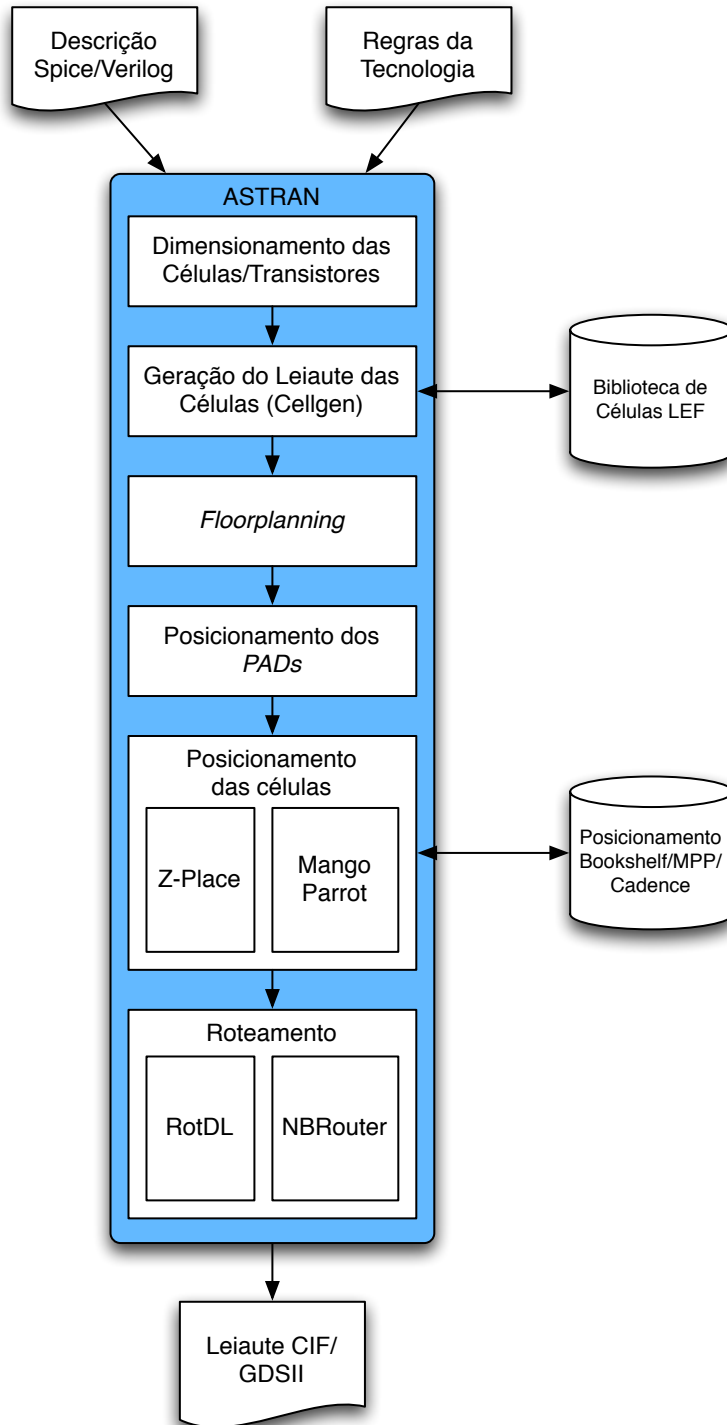 Descrição
Spice/Verilog
Regras da
Tecnologia
ASTRAN
Dimensionamento das
Células/Transistores
Geração do Leiaute das
Células (Cellgen)
Biblioteca de
Células LEF
Floorplanning
Posicionamento dos
PADs
Posicionamento
das células
Z-Place
Mango
Parrot
Posicionamento
Bookshelf/MPP/
Cadence
Roteamento
RotDL
NBRouter
Leiaute CIF/
GDSII